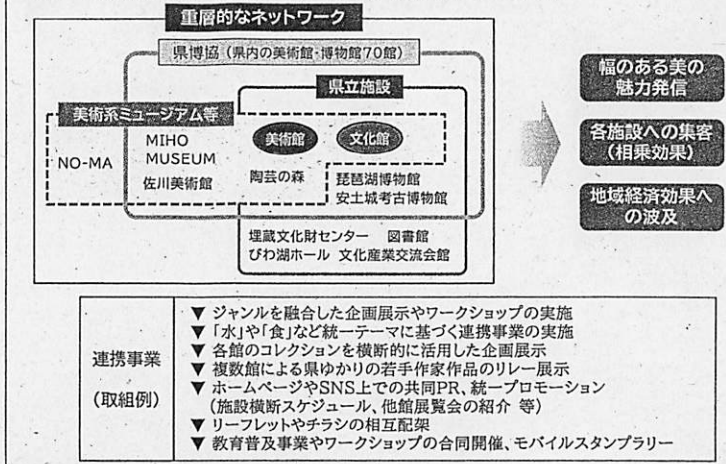 重層的なネットワーク
県博協（県内の美術館・博物館70館）
県立施設
美術系ミュージアム等
NO-MA
MIHO
MUSEUM
佐川美術館
美術館
文化館
陶芸の森
琵琶湖博物館
安土城考古博物館
埋蔵文化財センター　図書館
びわ湖ホール　文化産業交流会館
幅のある美の
魅力発信
各施設への集客
（相乗効果）
地域経済効果へ
の波及
連携事業
（取組例）
▼ ジャンルを融合した企画展示やワークショップの実施
▼ 「水」や「食」など統一テーマに基づく連携事業の実施
▼ 各館のコレクションを横断的に活用した企画展示
▼ 複数館による県ゆかりの若手作家作品のリレー展示
▼ ホームページやSNS上での共同PR、統一プロモーション
（施設横断スケジュール、他館展覧会の紹介 等）
▼ リーフレットやチラシの相互配架
▼ 教育普及事業やワークショップの合同開催、モバイルスタンプラリー